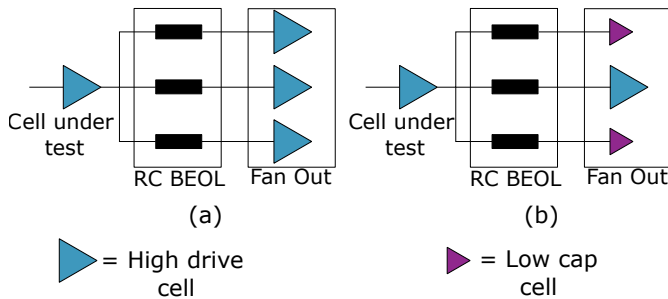 Cell under
test
RC BEOL
Fan Out
(a)
Cell under
test
RC BEOL
Fan Out
(b)
= High drive
cell
= Low cap
cell